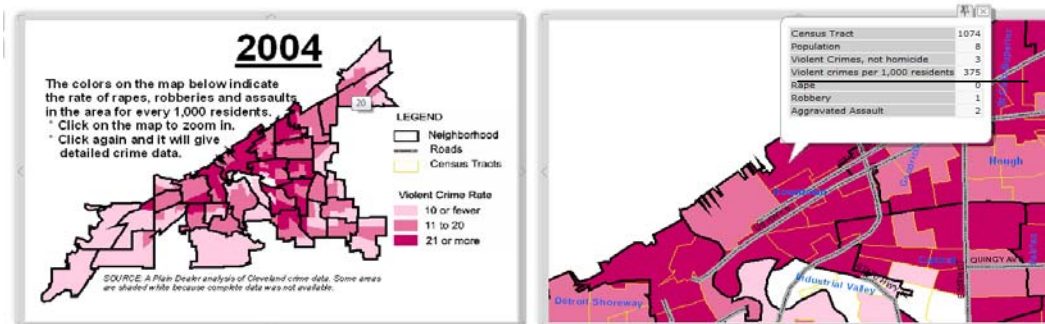 2004
The colors on the map below indicate
the rate of rapes, robberies and assaults
in the area for every 1,000 residents.
* Click on the map to zoom in.
* Click again and it will give
detailed crime data.
20
LEGEND
Neighborhood
Roads
Census Tracts
Violent Crime Rate
10 or fewer
11 to 20
21 or more
SOURCE: A Plain Dealer analysis of Cleveland crime data. Some areas
are shaded white because complete data was not available.
Census Tract 1074
Population 8
Violent Crimes, not homicide 3
Violent crimes per 1,000 residents 375
Rape 0
Robbery 1
Aggravated Assault 2
Hough
Downtown
Central
QUINCY AV
Fairfax
Industrial Valley
Detroit Shoreway